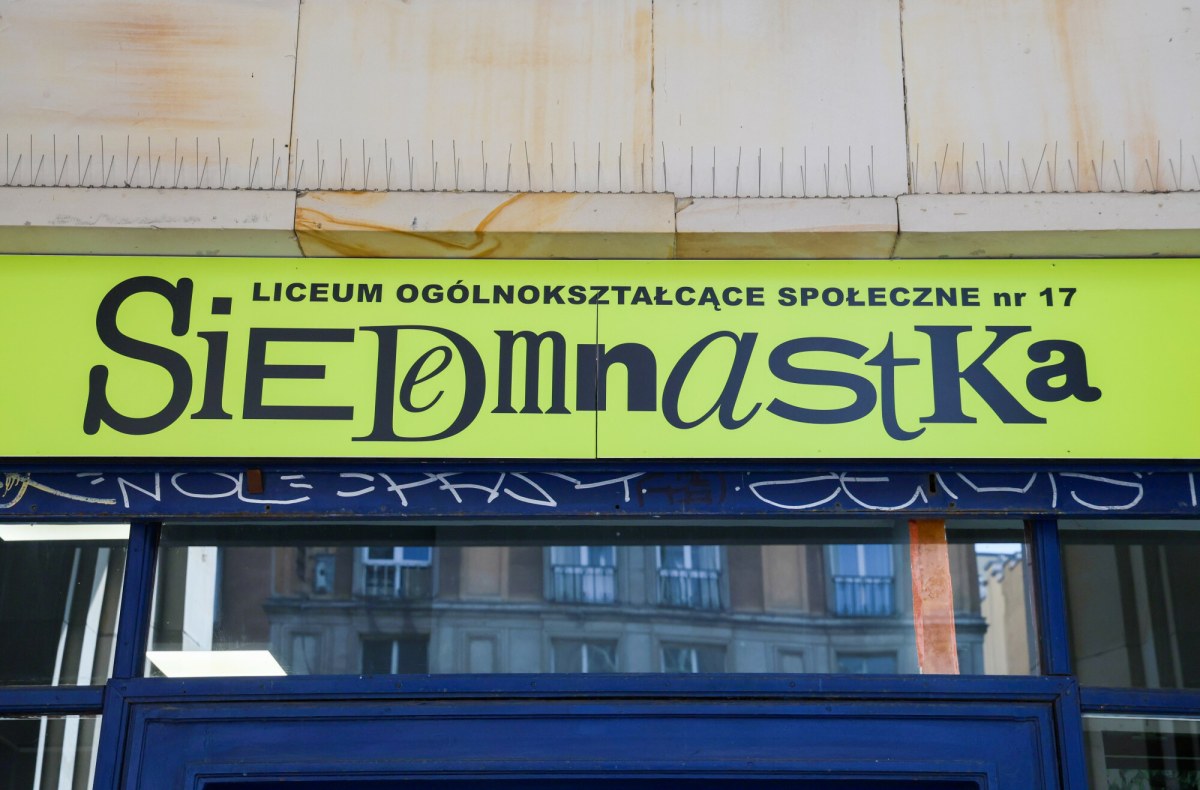 LICEUM OGÓLNOKSZTAŁCĄCE SPOŁECZNE nr 17
SiEDemnastKa